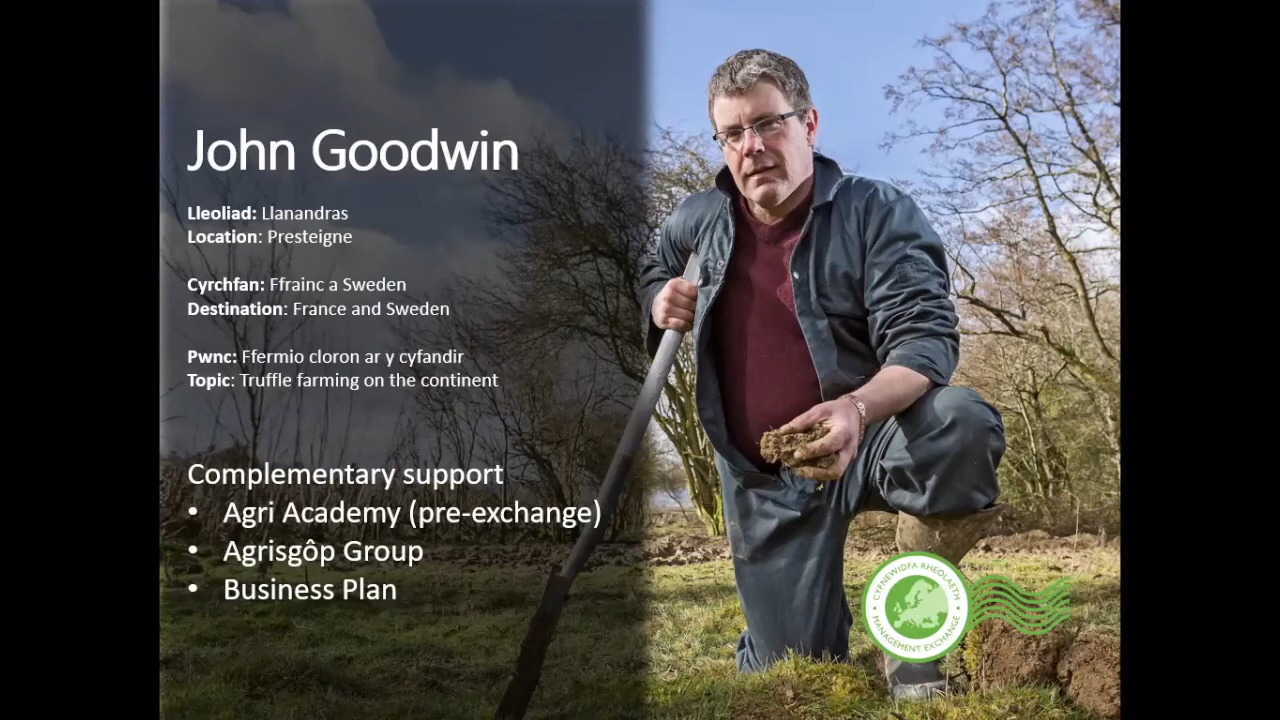 John Goodwin
Lleoliad: Llanandras
Location: Presteigne
Cyrchfan: Ffrainc a Sweden
Destination: France and Sweden
Pwnc: Ffermio cloron ar y cyfandir
Topic: Truffle farming on the continent
Complementary support
• Agri Academy (pre-exchange)
• Agrisgôp Group
• Business Plan
CYFNEWIDFA RHEOLAETH
MANAGEMENT EXCHANGE